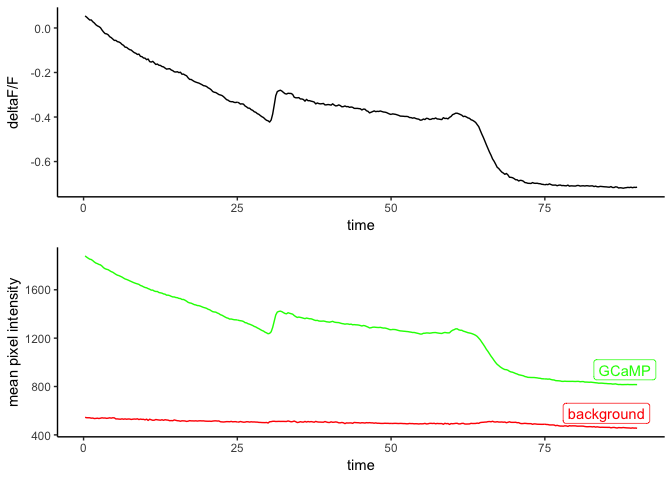 deltaF/F
0.0
-0.2
-0.4
-0.6
0 25 50 75
time
mean pixel intensity
1600
1200
800
400
GCaMP
background
0 25 50 75
time